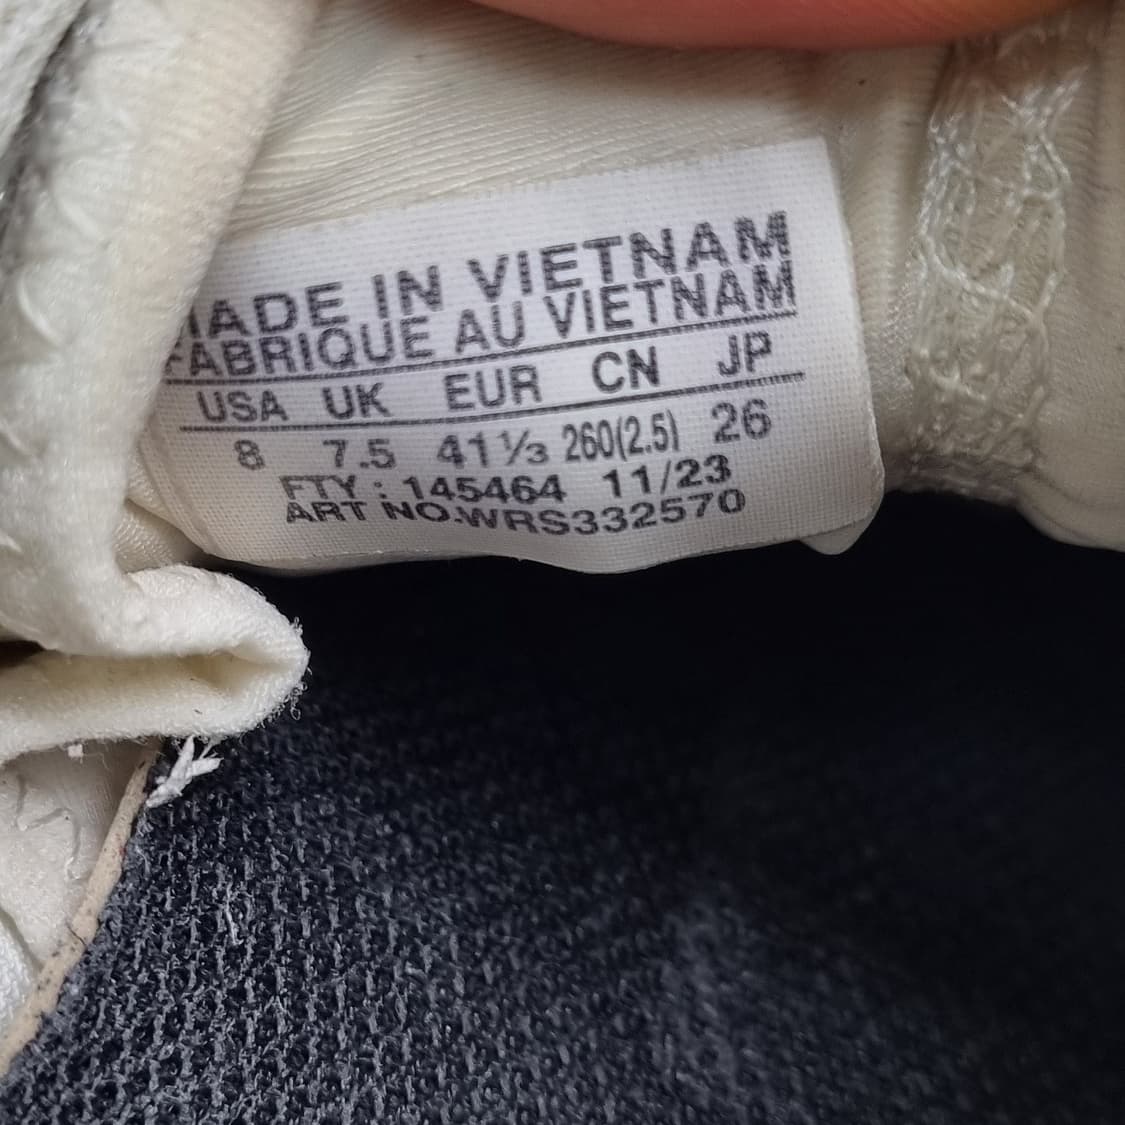 MADE IN VIETNAM
FABRIQUE AU VIETNAM
USA UK EUR CN JP
8 7.5 41⅓ 260(2.5) 26
FTY : 145464 11/23
ART NO.WRS332570